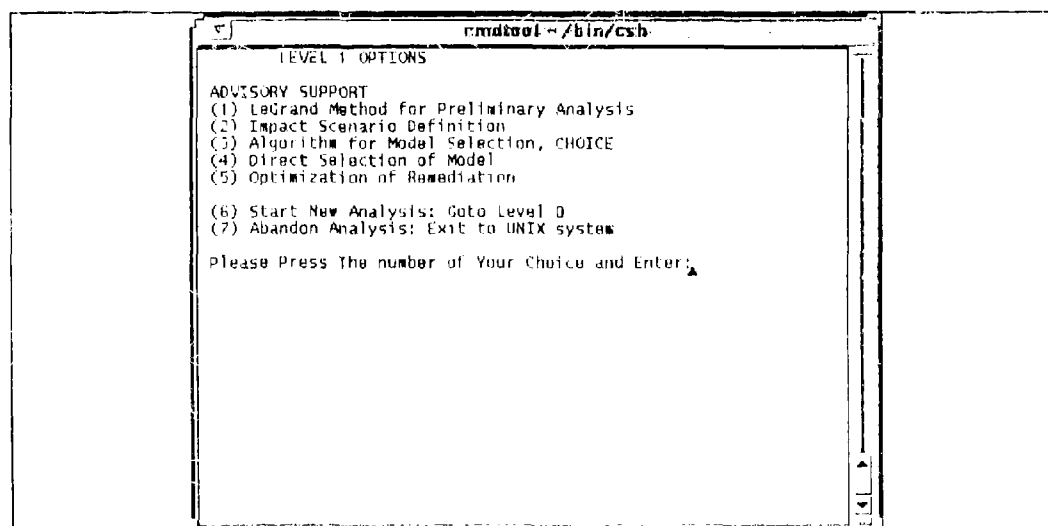 cmdtool - /bin/csh
LEVEL 1 OPTIONS
ADVISORY SUPPORT
(1) LeGrand Method for Preliminary Analysis
(2) Impact Scenario Definition
(3) Algorithm for Model Selection, CHOICE
(4) Direct Selection of Model
(5) Optimization of Remediation
(6) Start New Analysis: Goto Level 0
(7) Abandon Analysis: Exit to UNIX system
Please Press The number of Your Choice and Enter: